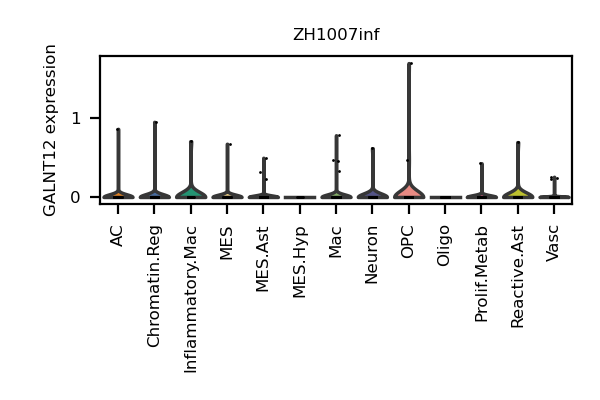 ZH1007inf
GALNT12 expression
1
0
AC
Chromatin.Reg
Inflammatory.Mac
MES
MES.Ast
MES.Hyp
Mac
Neuron
OPC
Oligo
Prolif.Metab
Reactive.Ast
Vasc